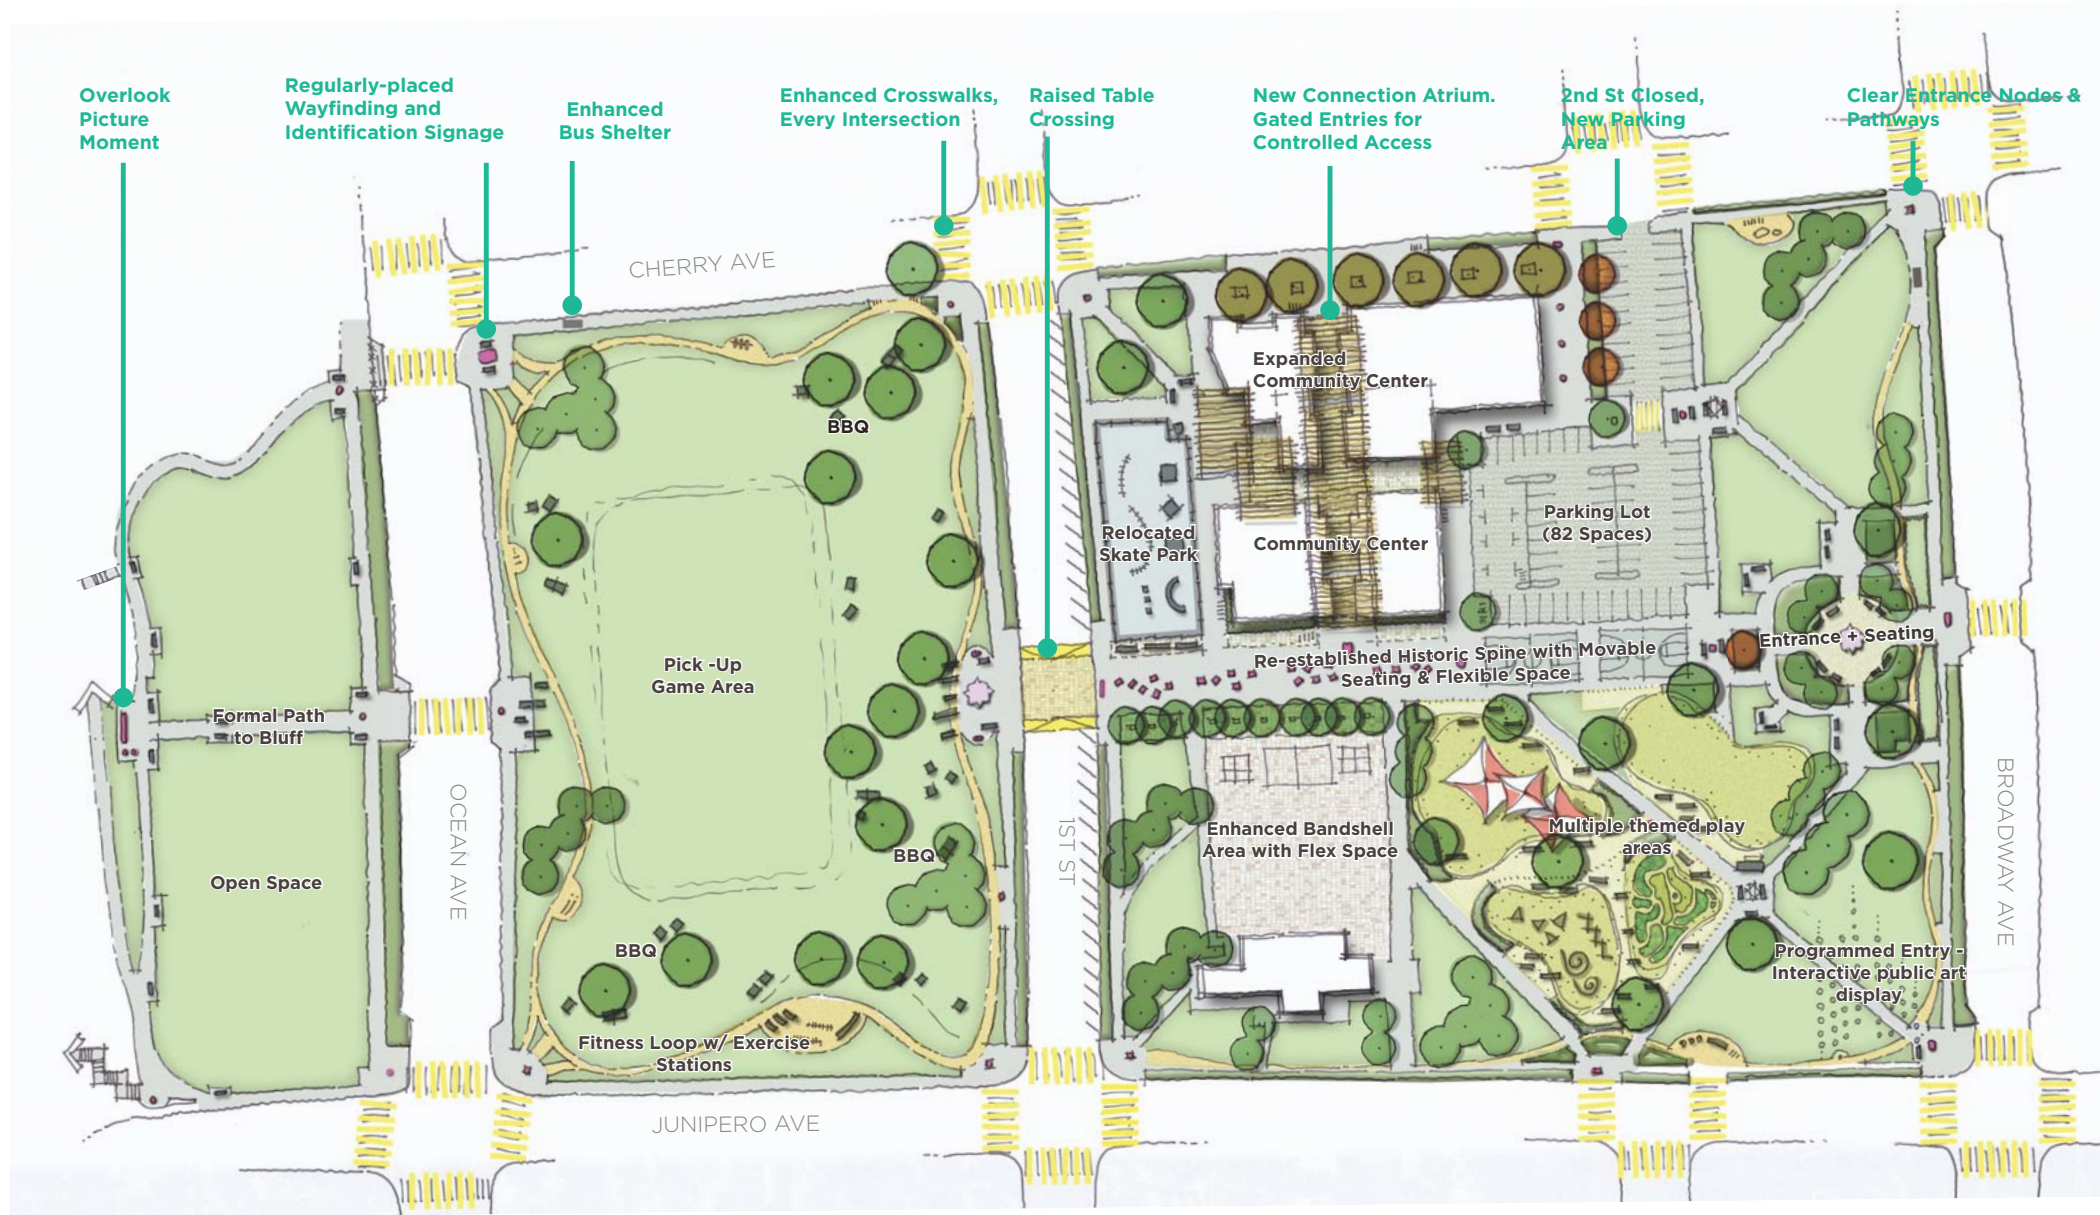 Overlook
Picture
Moment
Regularly-placed
Wayfinding and
Identification Signage
Enhanced
Bus Shelter
Enhanced Crosswalks,
Every Intersection
Raised Table
Crossing
New Connection Atrium.
Gated Entries for
Controlled Access
2nd St Closed,
New Parking
Area
Clear Entrance Nodes &
Pathways
CHERRY AVE
Expanded
Community Center
BBQ
Relocated
Skate Park
Community Center
Parking Lot
(82 Spaces)
Pick -Up
Game Area
Entrance + Seating
Re-established Historic Spine with Movable
Seating & Flexible Space
Formal Path
to Bluff
OCEAN AVE
1ST ST
BROADWAY AVE
Enhanced Bandshell
Area with Flex Space
Multiple themed play
areas
BBQ
Open Space
BBQ
Programmed Entry -
Interactive public art
display
Fitness Loop w/ Exercise
Stations
JUNIPERO AVE